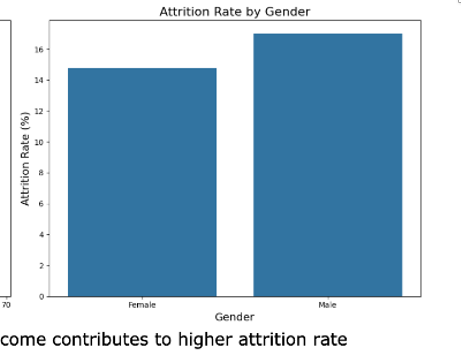 Attrition Rate by Gender
Attrition Rate (%)
16
14
12
10
8
6
4
2
0
70
Female
Male
Gender
come contributes to higher attrition rate